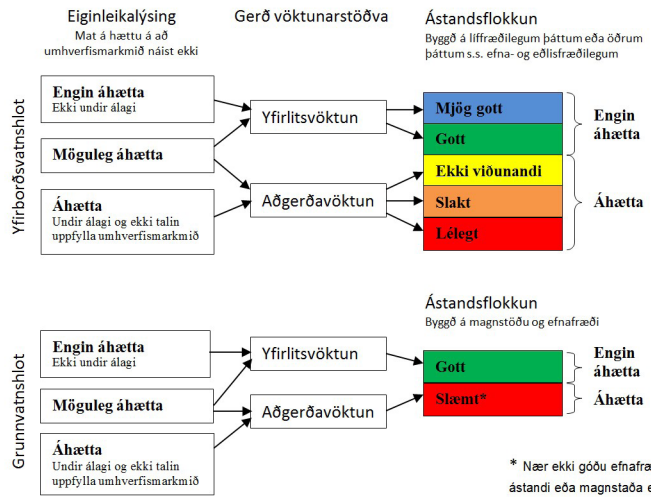 Eiginleikalýsing
Mat á hættu á að
umhverfismarkmið náist ekki
Gerð vöktunarstöðva
Ástandsflokkun
Byggð á líffræðilegum þáttum eða öðrum
þáttum s.s. efna- og eðlisfræðilegum
Yfirborðsvatnshlot
Engin áhætta
Ekki undir álagi
Möguleg áhætta
Áhætta
Undir álagi og ekki talin
uppfylla umhverfismarkmið
Yfirlitsvöktun
Aðgerðavöktun
Mjög gott
Gott
Ekki viðunandi
Slakt
Lélegt
Engin
áhætta
Áhætta
Ástandsflokkun
Byggð á magnstöðu og efnafræði
Grunnvatnshlot
Engin áhætta
Ekki undir álagi
Möguleg áhætta
Áhætta
Undir álagi og ekki talin
uppfylla umhverfismarkmið
Yfirlitsvöktun
Aðgerðavöktun
Gott
Slæmt*
Engin
áhætta
Áhætta
* Nær ekki góðu
ástandi eða magnstaða